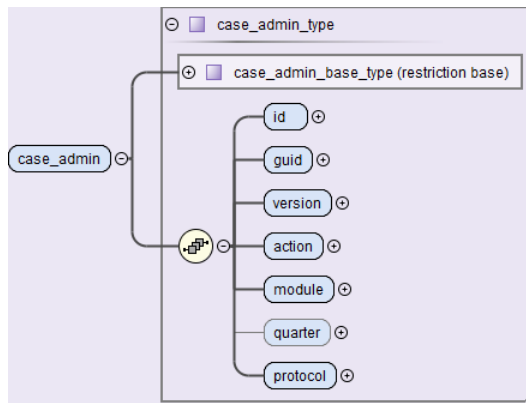 case_admin_type
case_admin_base_type (restriction base)
case_admin
id
guid
version
action
module
quarter
protocol